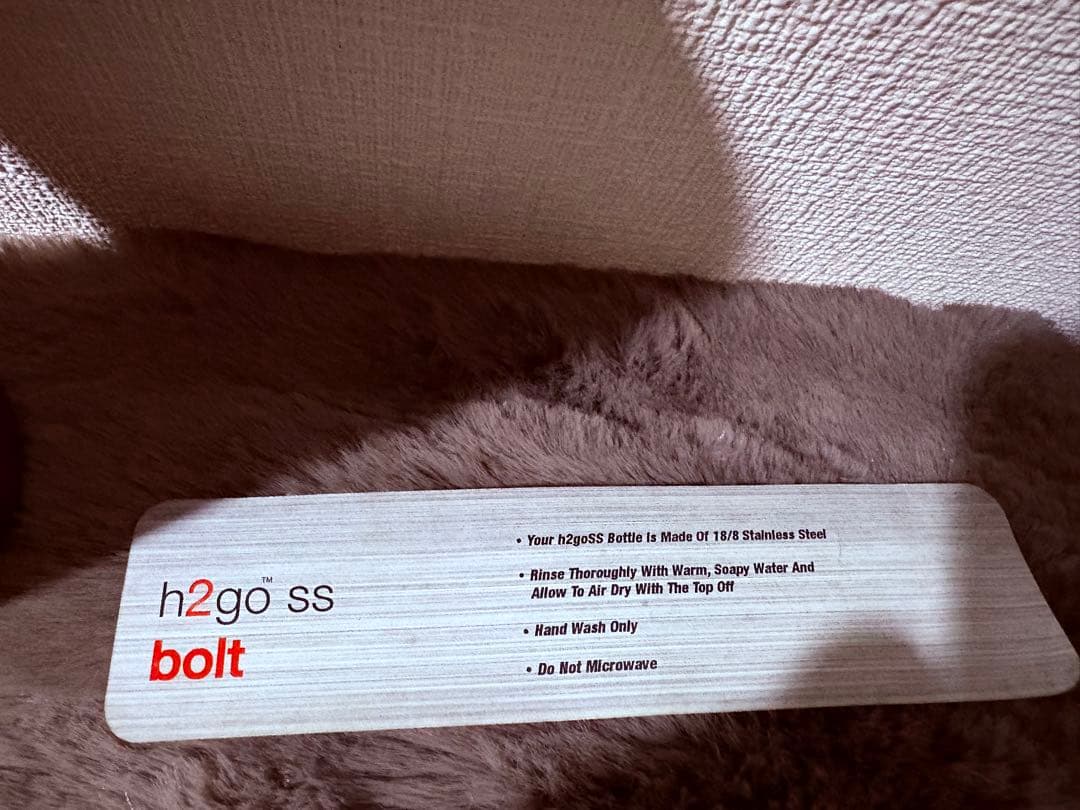 h2go™ ss
bolt
• Your h2goSS Bottle Is Made Of 18/8 Stainless Steel
• Rinse Thoroughly With Warm, Soapy Water And
Allow To Air Dry With The Top Off
• Hand Wash Only
• Do Not Microwave